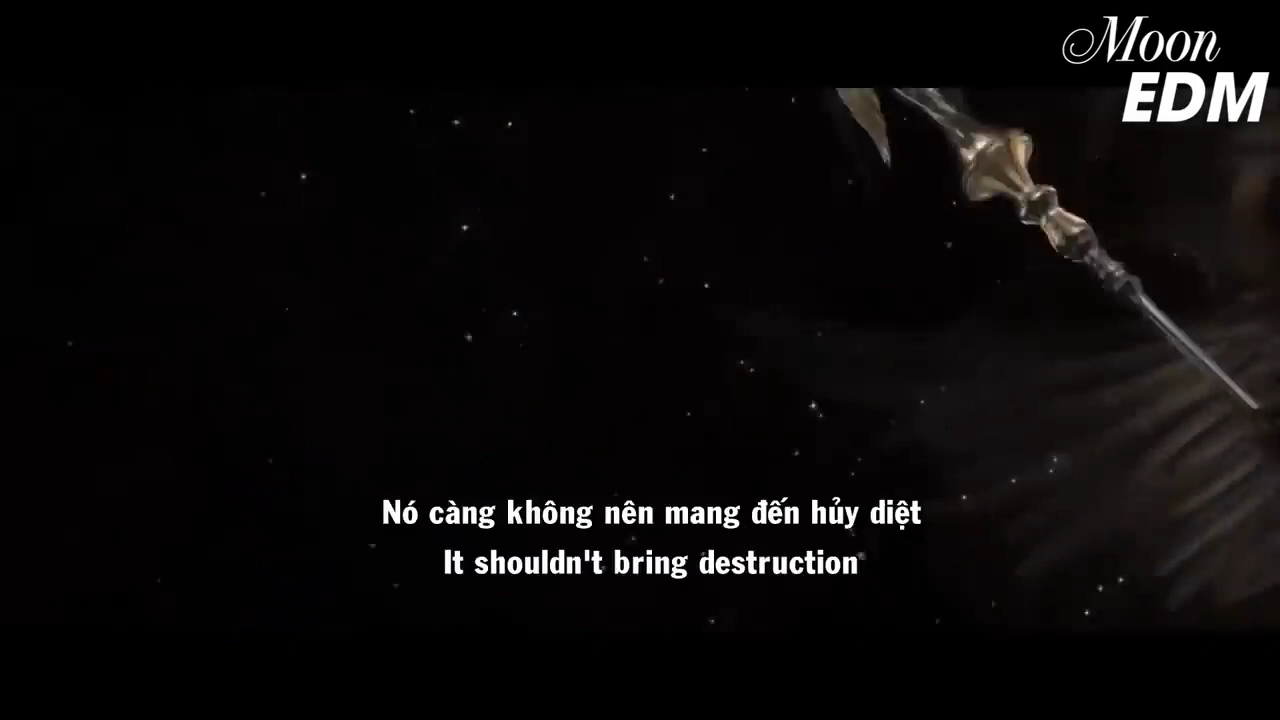 Moon
EDM
Nó càng không nên mang đến hủy diệt
It shouldn't bring destruction